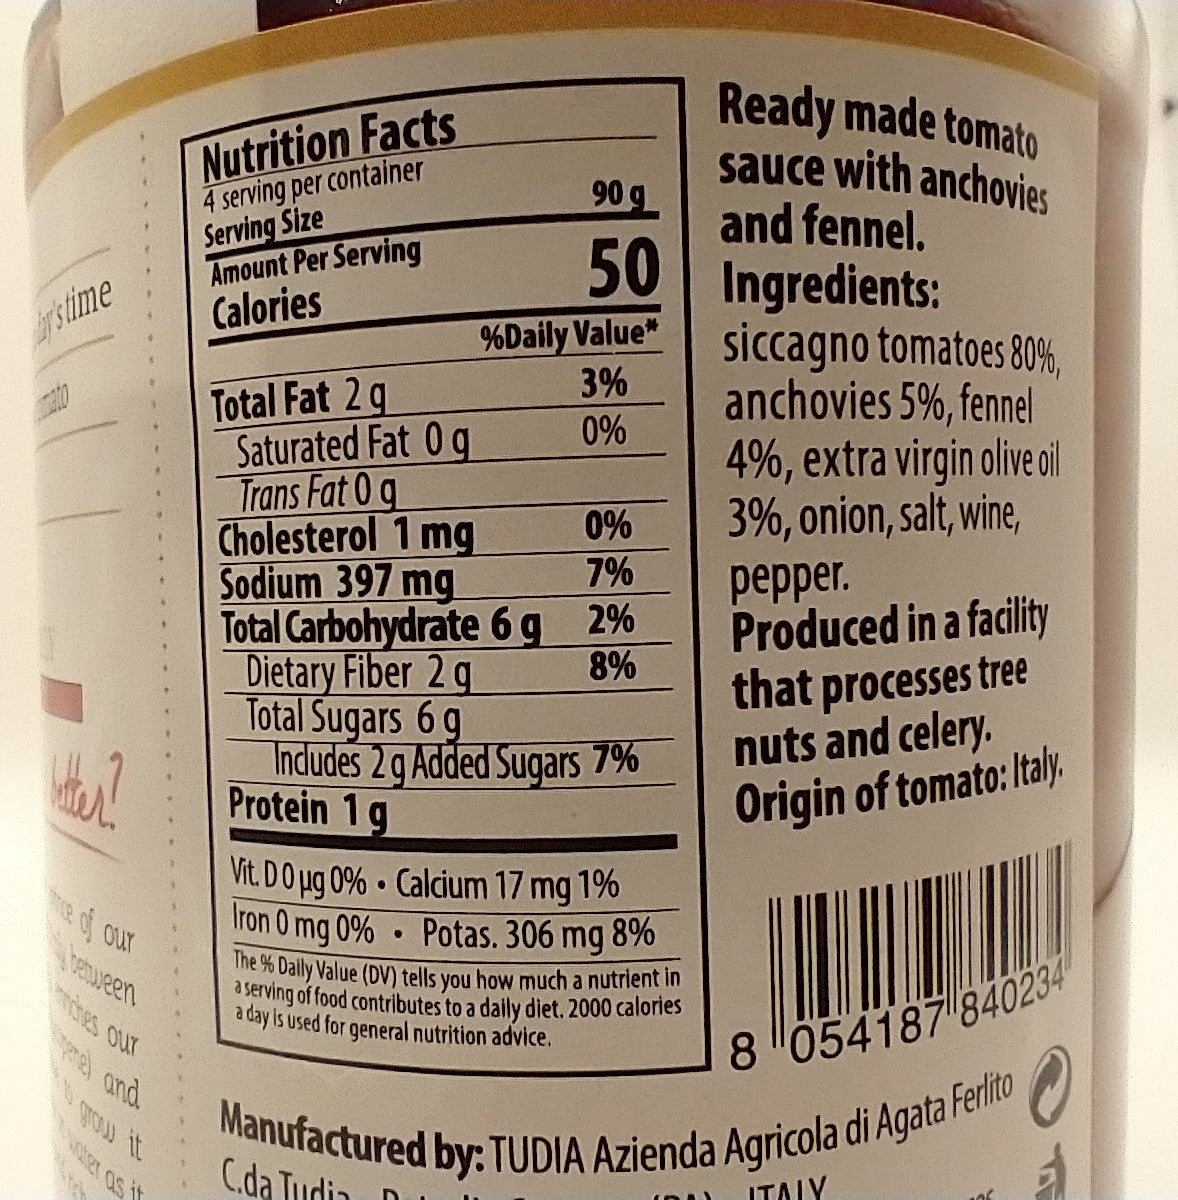 Nutrition Facts
4 serving per container
Serving Size 90 g
Amount Per Serving
Calories 50
%Daily Value*
Total Fat 2 g 3%
Saturated Fat 0 g 0%
Trans Fat 0 g
Cholesterol 1 mg 0%
Sodium 397 mg 7%
Total Carbohydrate 6 g 2%
Dietary Fiber 2 g 8%
Total Sugars 6 g
Includes 2 g Added Sugars 7%
Protein 1 g
Vit. D 0 µg 0% • Calcium 17 mg 1%
Iron 0 mg 0% • Potas. 306 mg 8%
The % Daily Value (DV) tells you how much a nutrient in
a serving of food contributes to a daily diet. 2000 calories
a day is used for general nutrition advice.
Ready made tomato
sauce with anchovies
and fennel.
Ingredients:
siccagno tomatoes 80%,
anchovies 5%, fennel
4%, extra virgin olive oil
3%, onion, salt, wine,
pepper.
Produced in a facility
that processes tree
nuts and celery.
Origin of tomato: Italy.
8 054187 840234
Manufactured by: TUDIA Azienda Agricola di Agata Ferlito
C.da Tudia ITALY
time
better?
of our
between
our
and
grow it
as it